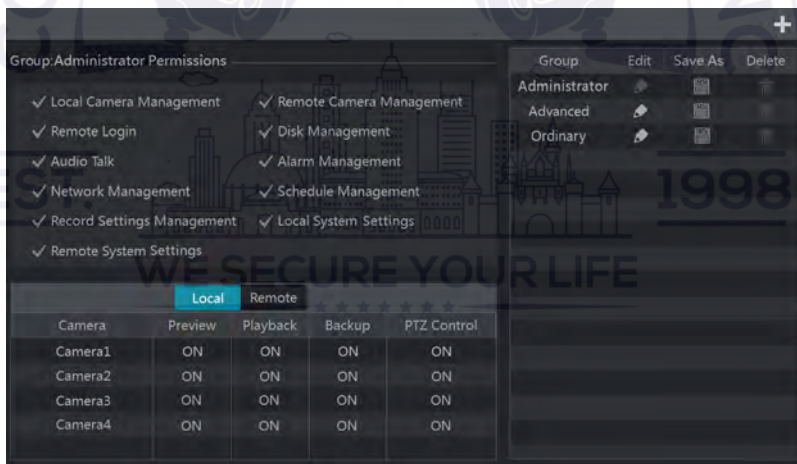 Group:Administrator Permissions
Local Camera Management
Remote Camera Management
Remote Login
Disk Management
Audio Talk
Alarm Management
Network Management
Schedule Management
Record Settings Management
Local System Settings
Remote System Settings
Local Remote
Camera Preview Playback Backup PTZ Control
Camera1 ON ON ON ON
Camera2 ON ON ON ON
Camera3 ON ON ON ON
Camera4 ON ON ON ON
Group Edit Save As Delete
Administrator
Advanced
Ordinary
EST. 1998
WE SECURE YOUR LIFE